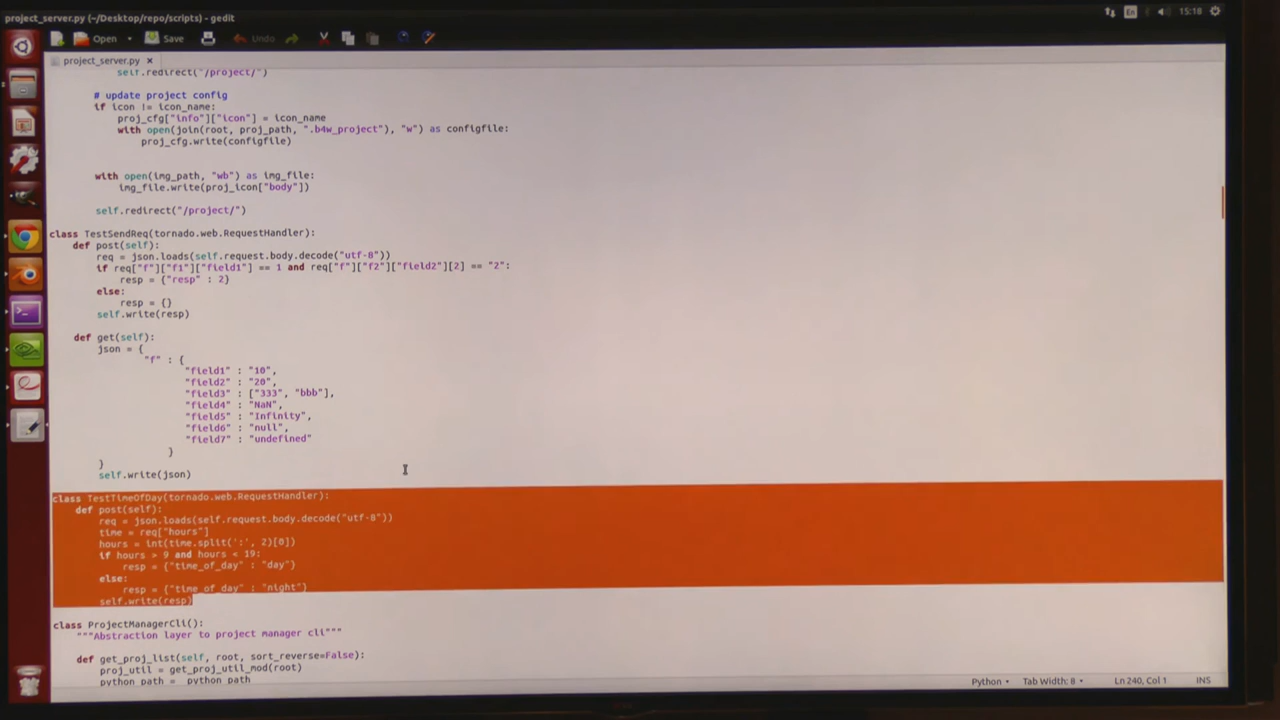 project_server.py (~/Desktop/repo/scripts) - gedit
En
15:18
Open
Save
Undo
project_server.py ×
self.redirect("/project/")
# update project config
if icon != icon_name:
proj_cfg["info"]["icon"] = icon_name
with open(join(root, proj_path, ".b4w_project"), "w") as configfile:
proj_cfg.write(configfile)
with open(img_path, "wb") as img_file:
img_file.write(proj_icon["body"])
self.redirect("/project/")
class TestSendReq(tornado.web.RequestHandler):
def post(self):
req = json.loads(self.request.body.decode("utf-8"))
if req["f"]["f1"]["field1"] == 1 and req["f"]["f2"]["field2"][2] == "2":
resp = {"resp" : 2}
else:
resp = {}
self.write(resp)
def get(self):
json = {
"f" : {
"field1" : "10",
"field2" : "20",
"field3" : ["333", "bbb"],
"field4" : "NaN",
"field5" : "Infinity",
"field6" : "null",
"field7" : "undefined"
}
}
self.write(json)
class TestTimeOfDay(tornado.web.RequestHandler):
def post(self):
req = json.loads(self.request.body.decode("utf-8"))
time = req["hours"]
hours = int(time.split(':', 2)[0])
if hours > 9 and hours < 19:
resp = {"time_of_day" : "day"}
else:
resp = {"time_of_day" : "night"}
self.write(resp)
class ProjectManagerCli():
"""Abstraction layer to project manager cli"""
def get_proj_list(self, root, sort_reverse=False):
proj_util = get_proj_util_mod(root)
python_path = python_path
Python
Tab Width: 8
Ln 240, Col 1
INS